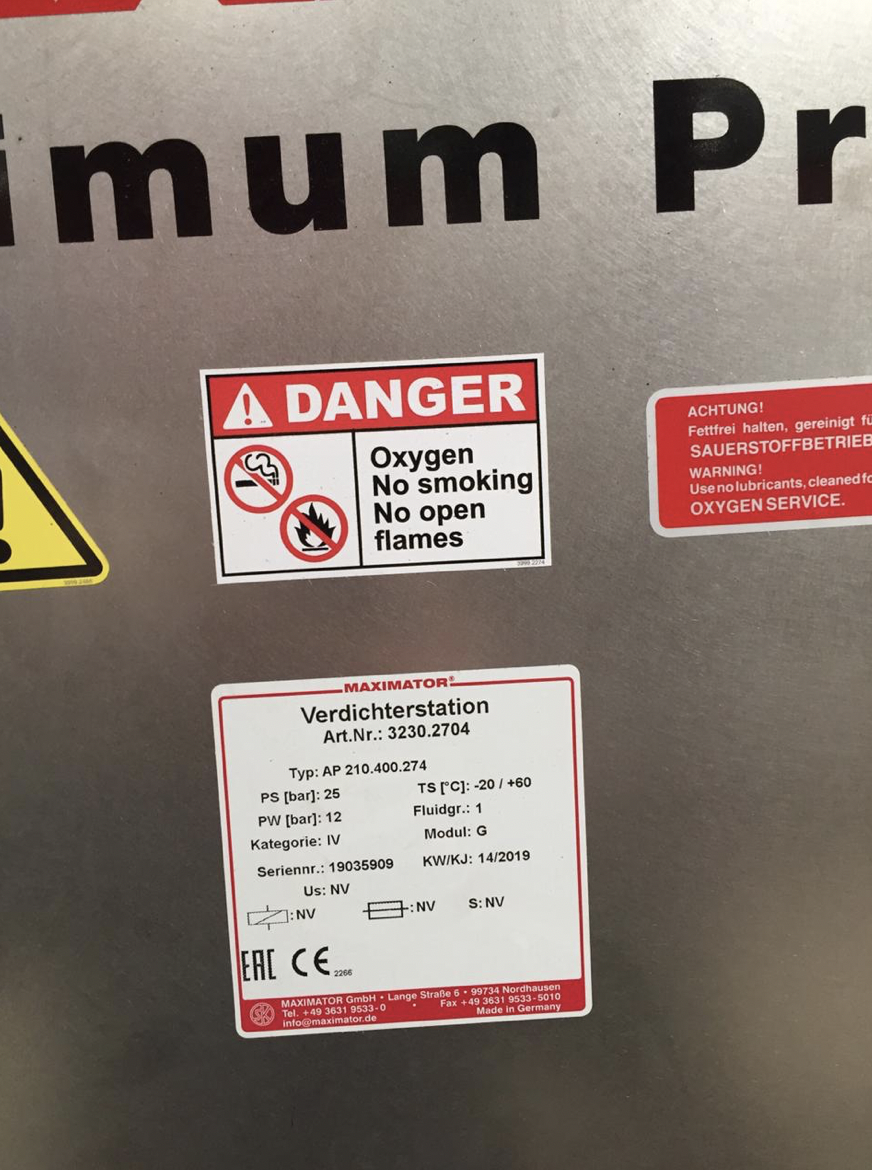 imum Pr
DANGER
Oxygen
No smoking
No open
flames
ACHTUNG!
Fettfrei halten, gereinigt fü
SAUERSTOFFBETRIEB
WARNING!
Use no lubricants, cleaned fo
OXYGEN SERVICE.
MAXIMATOR®
Verdichterstation
Art.Nr.: 3230.2704
Typ: AP 210.400.274
PS [bar]: 25 TS [°C]: -20 / +60
PW [bar]: 12 Fluidgr.: 1
Kategorie: IV Modul: G
Seriennr.: 19035909 KW/KJ: 14/2019
Us: NV
: NV : NV S: NV
EAC CE 2266
MAXIMATOR GmbH • Lange Straße 6 • 99734 Nordhausen
Tel. +49 3631 9533-0 • Fax +49 3631 9533-5010
info@maximator.de Made in Germany